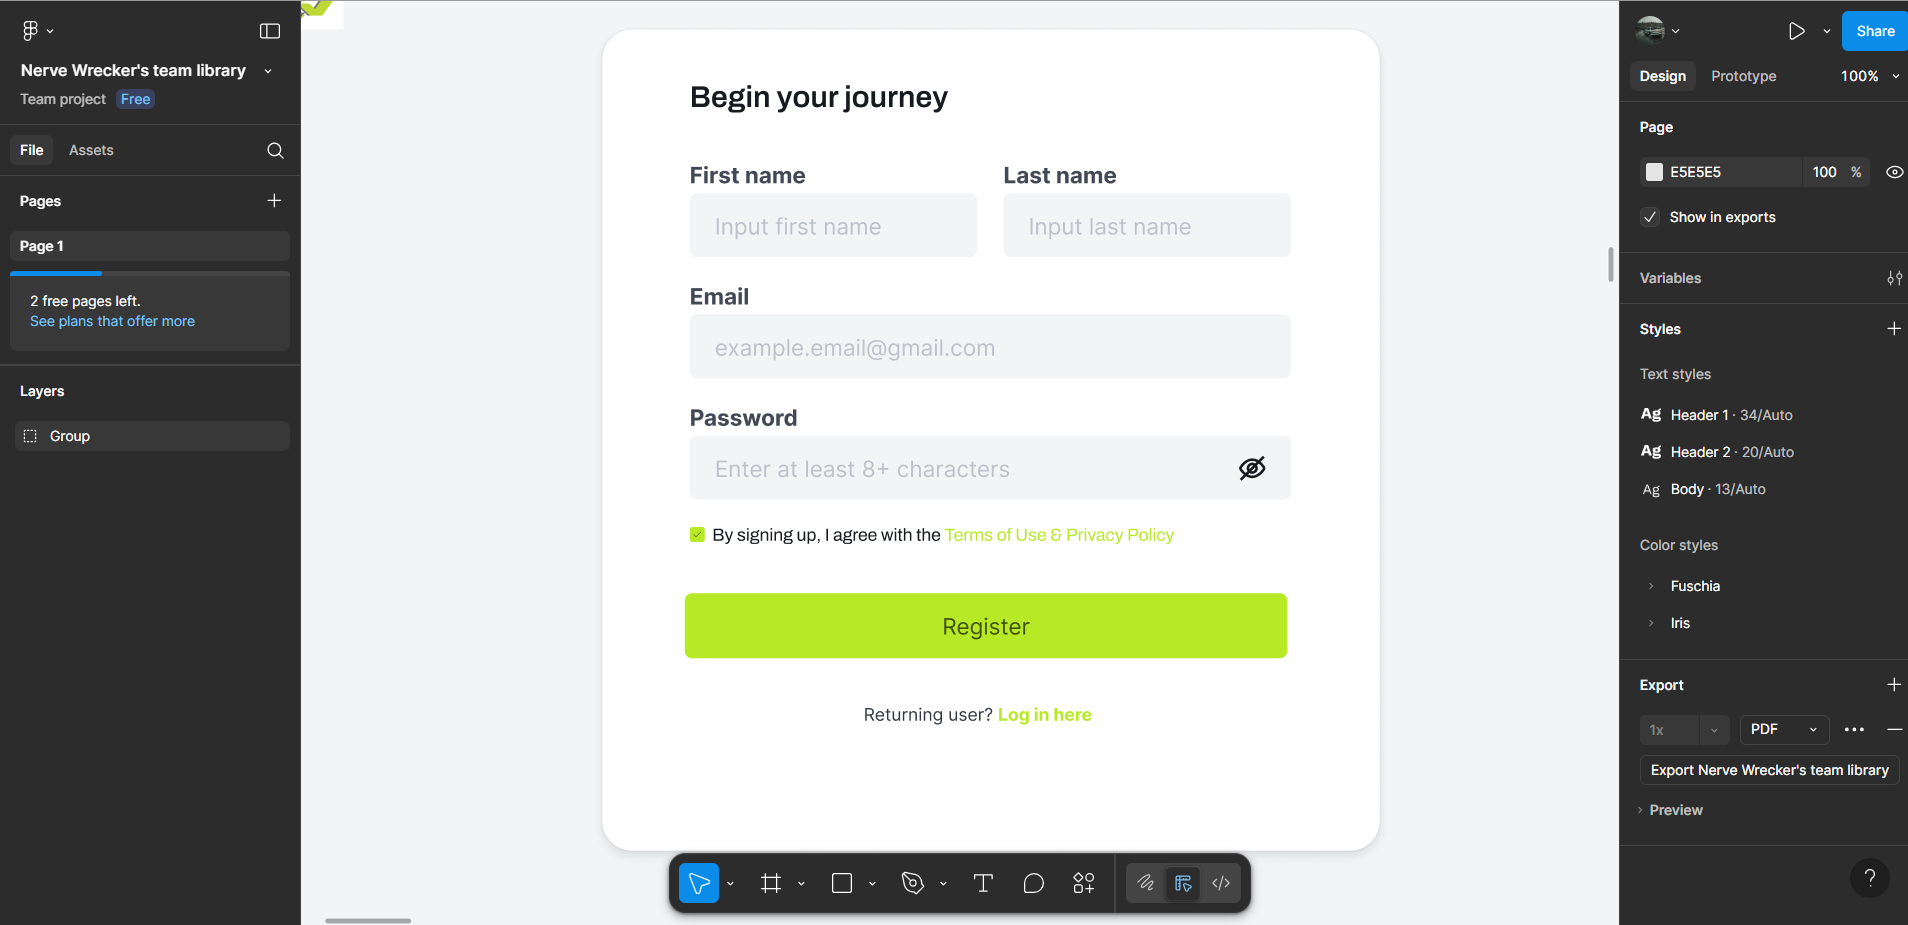 Nerve Wrecker's team library
Team project Free
File Assets
Pages
Page 1
2 free pages left.
See plans that offer more
Layers
Group
Begin your journey
First name Last name
Input first name Input last name
Email
example.email@gmail.com
Password
Enter at least 8+ characters
By signing up, I agree with the Terms of Use & Privacy Policy
Register
Returning user? Log in here
Share
Design Prototype 100%
Page
E5E5E5 100 %
Show in exports
Variables
Styles
Text styles
Ag Header 1 · 34/Auto
Ag Header 2 · 20/Auto
Ag Body · 13/Auto
Color styles
Fuschia
Iris
Export
1x PDF
Export Nerve Wrecker's team library
Preview
?